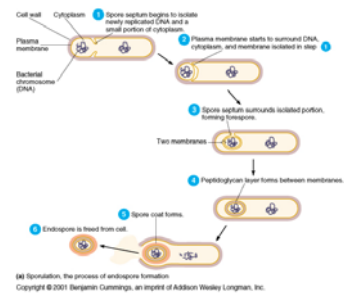 Cell wall Cytoplasm
1 Spore septum begins to isolate
newly replicated DNA and a
small portion of cytoplasm.
Plasma
membrane
Bacterial
chromosome
(DNA)
2 Plasma membrane starts to surround DNA,
cytoplasm, and membrane isolated in step 1
3 Spore septum surrounds isolated portion,
forming forespore.
Two membranes
4 Peptidoglycan layer forms between membranes.
5 Spore coat forms.
6 Endospore is freed from cell.
(a) Sporulation, the process of endospore formation
Copyright © 2001 Benjamin Cummings, an imprint of Addison Wesley Longman, Inc.